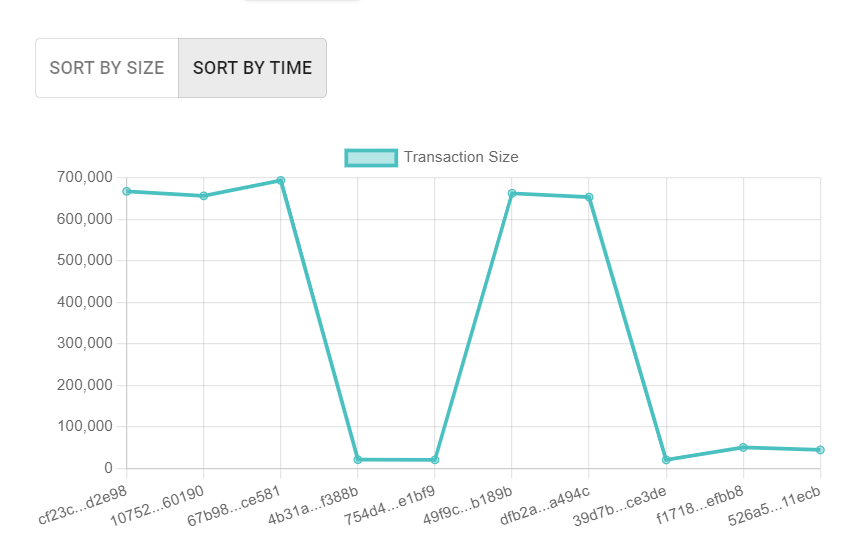 SORT BY SIZE SORT BY TIME
Transaction Size
700,000
600,000
500,000
400,000
300,000
200,000
100,000
0
cf23c...d2e98
10752...60190
67b98...ce581
4b31a...f388b
754d4...e1bf9
49f9c...b189b
dfb2a...a494c
39d7b...ce3de
f1718...efbb8
526a5...11ecb